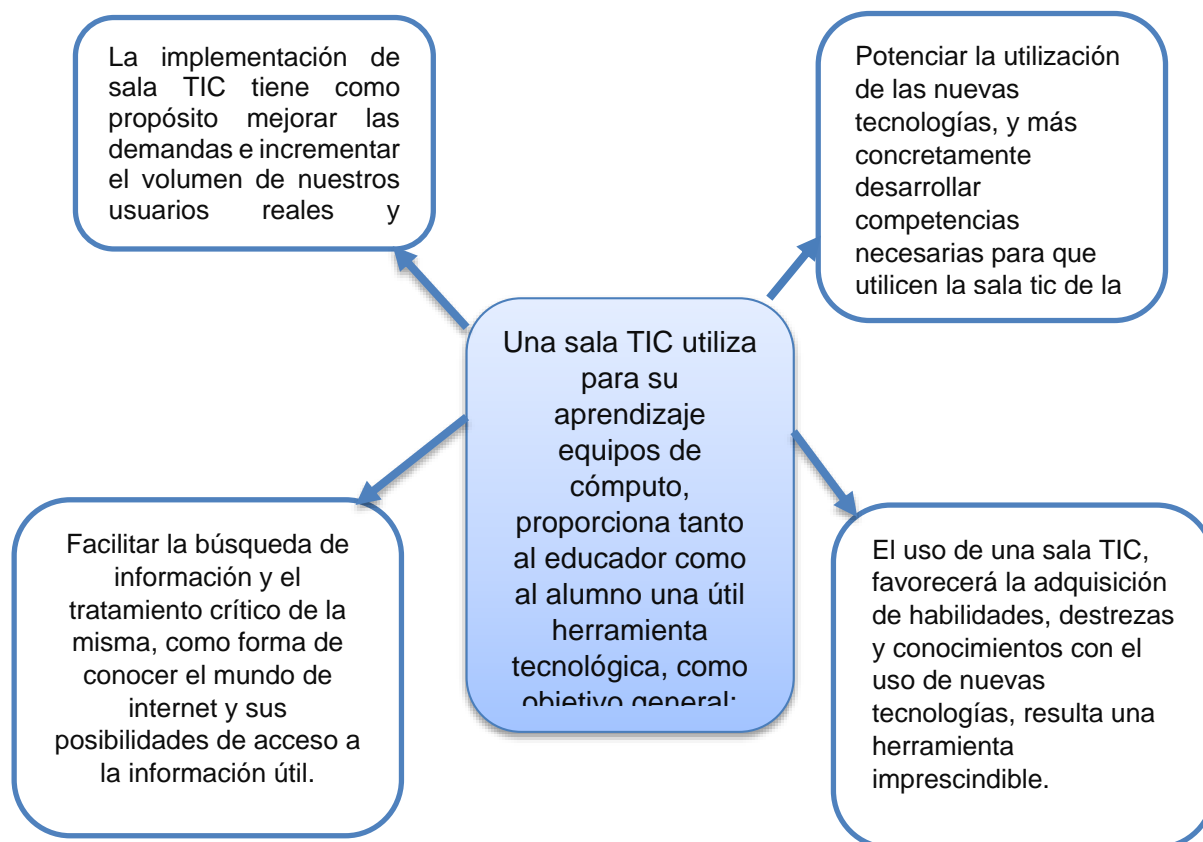 La implementación de
sala TIC tiene como
propósito mejorar las
demandas e incrementar
el volumen de nuestros
usuarios reales y
Potenciar la utilización
de las nuevas
tecnologías, y más
concretamente
desarrollar
competencias
necesarias para que
utilicen la sala tic de la
Una sala TIC utiliza
para su
aprendizaje
equipos de
cómputo,
proporciona tanto
al educador como
al alumno una útil
herramienta
tecnológica, como
objetivo general:
Facilitar la búsqueda de
información y el
tratamiento crítico de la
misma, como forma de
conocer el mundo de
internet y sus
posibilidades de acceso a
la información útil.
El uso de una sala TIC,
favorecerá la adquisición
de habilidades, destrezas
y conocimientos con el
uso de nuevas
tecnologías, resulta una
herramienta
imprescindible.